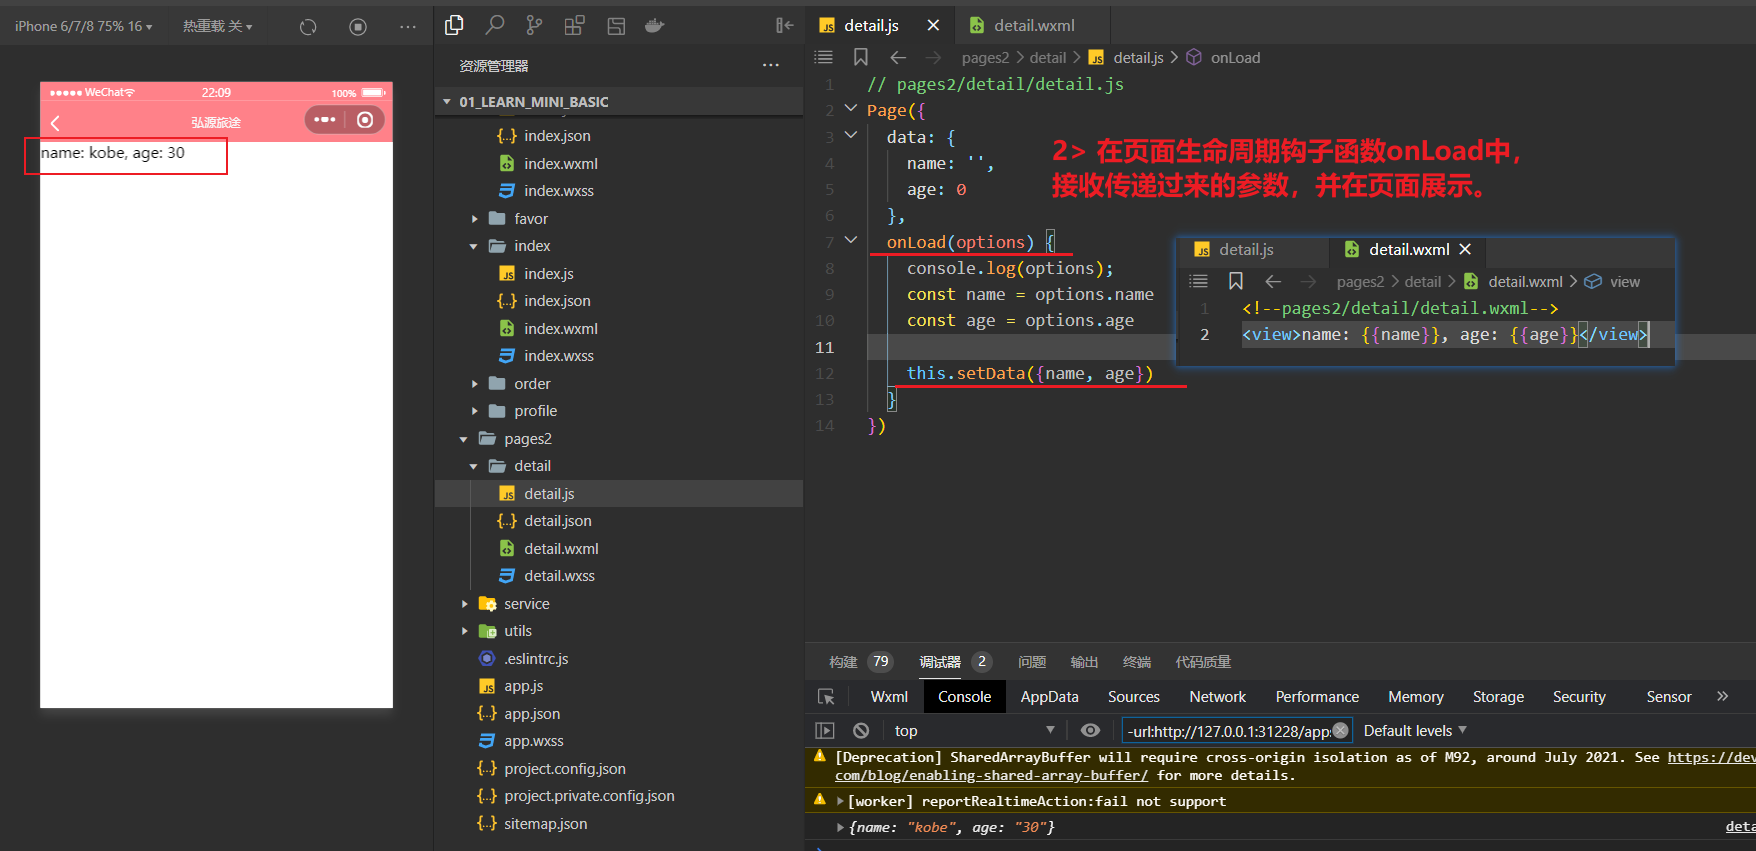 iPhone 6/7/8 75% 16
热重载 关
WeChat
22:09
100%
弘源旅途
name: kobe, age: 30
资源管理器
01_LEARN_MINI_BASIC
index.json
index.wxml
index.wxss
favor
index
index.js
index.json
index.wxml
index.wxss
order
profile
pages2
detail
detail.js
detail.json
detail.wxml
detail.wxss
service
utils
.eslintrc.js
app.js
app.json
app.wxss
project.config.json
project.private.config.json
sitemap.json
detail.js
detail.wxml
pages2 > detail > detail.js > onLoad
1 // pages2/detail/detail.js
2 Page({
3 data: {
4 name: '',
5 age: 0
6 },
7 onLoad(options) {
8 console.log(options);
9 const name = options.name
10 const age = options.age
11
12 this.setData({name, age})
13 }
14 })
2> 在页面生命周期钩子函数onLoad中,
接收传递过来的参数，并在页面展示。
detail.js
detail.wxml
pages2 > detail > detail.wxml > view
1 <!--pages2/detail/detail.wxml-->
2 <view>name: {{name}}, age: {{age}}</view>
构建 79 调试器 2 问题 输出 终端 代码质量
Wxml Console AppData Sources Network Performance Memory Storage Security Sensor
top
-url:http://127.0.0.1:31228/app
Default levels
[Deprecation] SharedArrayBuffer will require cross-origin isolation as of M92, around July 2021. See https://dev
com/blog/enabling-shared-array-buffer/ for more details.
[worker] reportRealtimeAction:fail not support
{name: "kobe", age: "30"}
deta